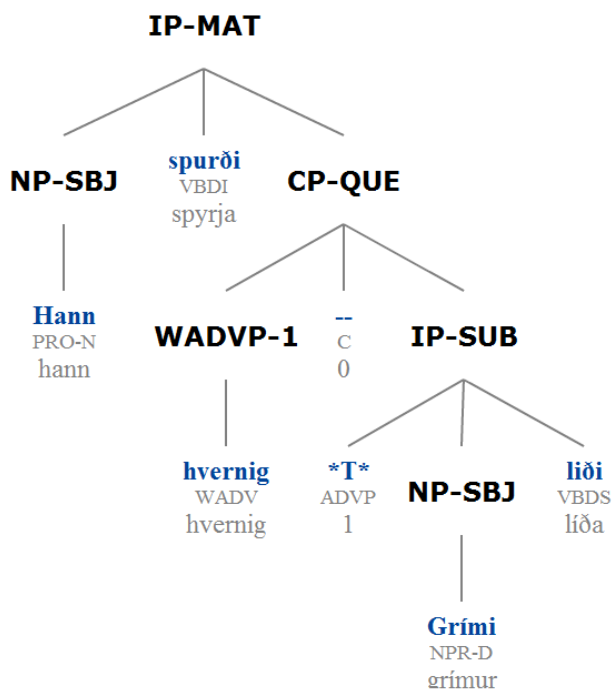 IP-MAT
NP-SBJ spurði CP-QUE
VBDI
spyrja
Hann WADVP-1 -- IP-SUB
PRO-N C
hann 0
hvernig *T* NP-SBJ liði
WADV ADVP VBDS
hvernig 1 líða
Grími
NPR-D
grímur